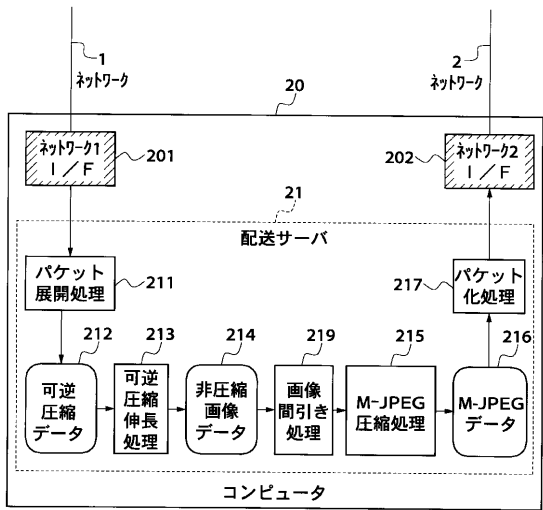 1
ネットワーク
2
ネットワーク
20
ネットワーク1
I/F
201
202
ネットワーク2
I/F
21
配送サーバ
パケット
展開処理
211
217
パケット
化処理
212
213
214
219
215
216
可逆
圧縮
データ
可逆
圧縮
伸長
処理
非圧縮
画像
データ
画像
間引き
処理
M-JPEG
圧縮処理
M-JPEG
データ
コンピュータ